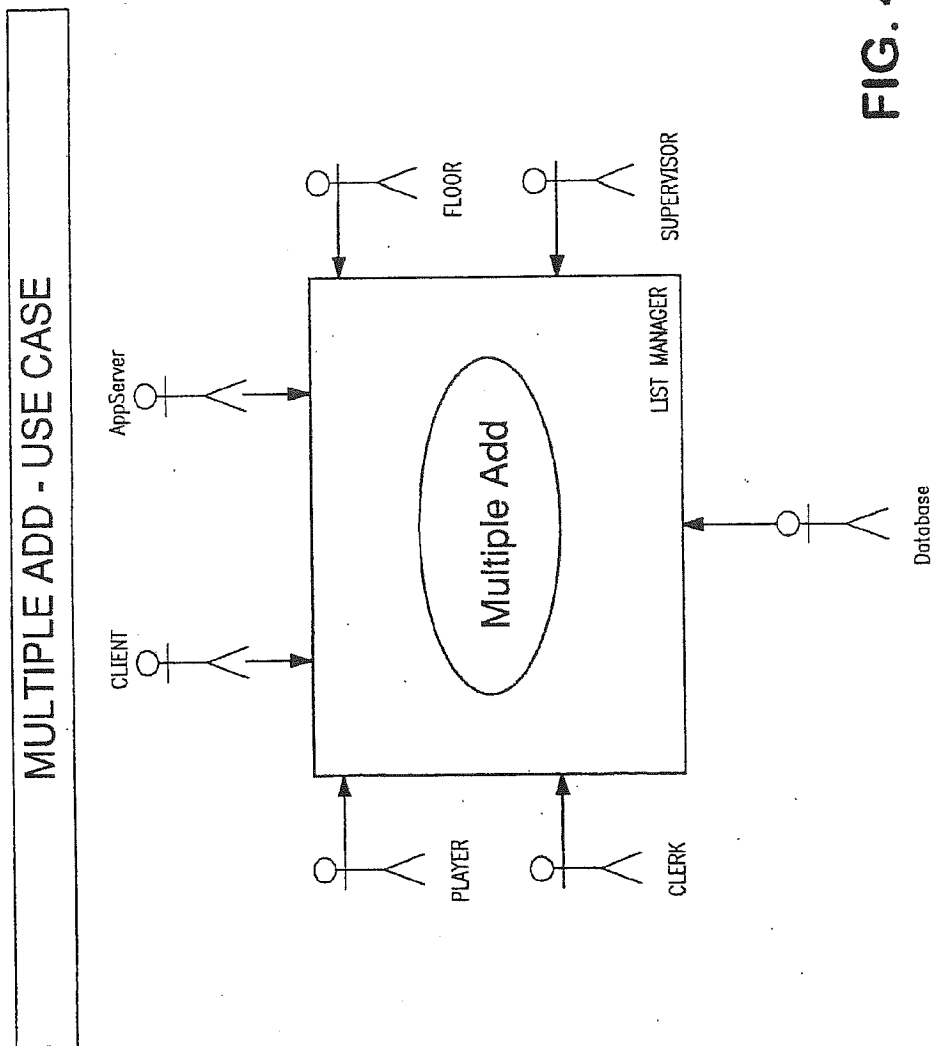 MULTIPLE ADD - USE CASE
CLIENT
AppServer
PLAYER
FLOOR
Multiple Add
CLERK
LIST MANAGER
SUPERVISOR
Database
FIG.